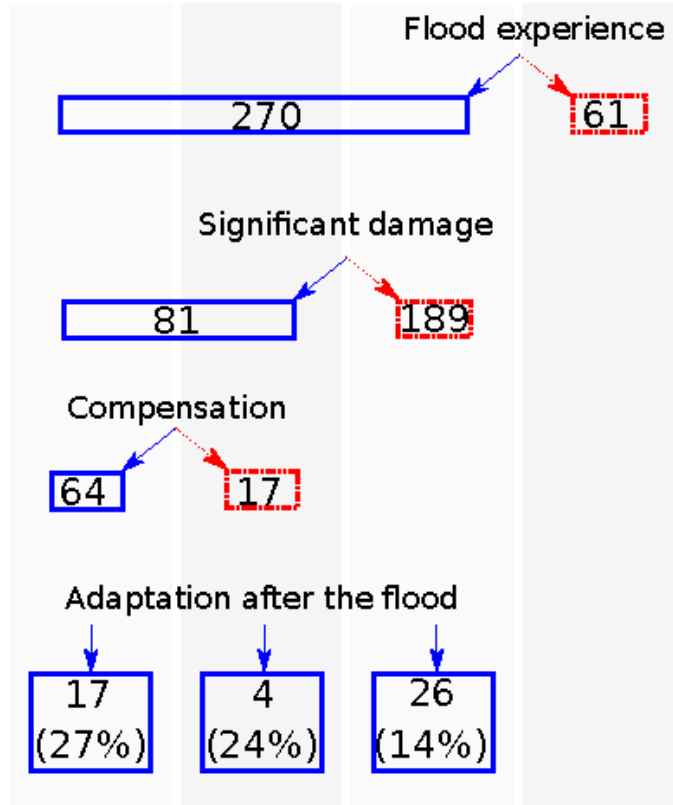 Flood experience
270 61
Significant damage
81 189
Compensation
64 17
Adaptation after the flood
17 4 26
(27%) (24%) (14%)